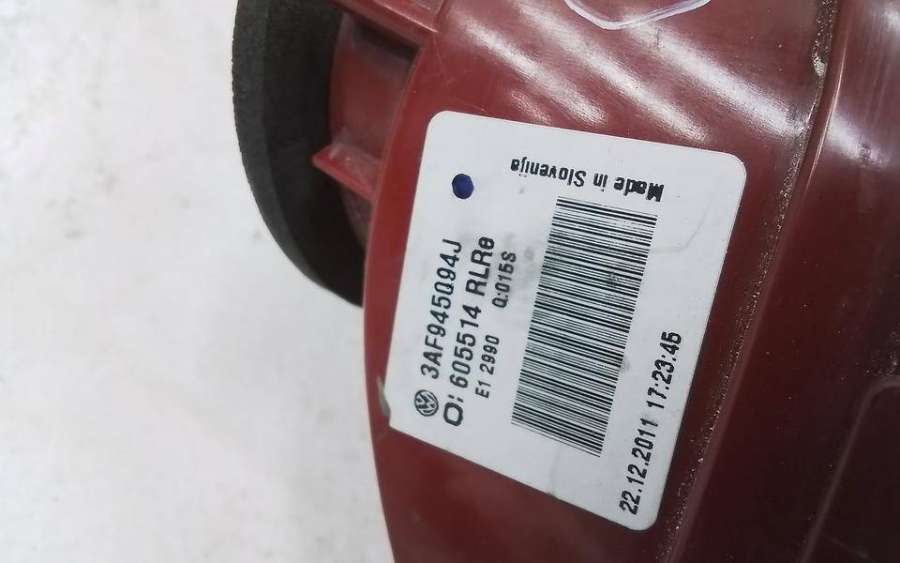 3AF945094J
O: 605514 RLRe
E1 2990 Q:015S
Made in Slovenija
22.12.2011 17:23:45